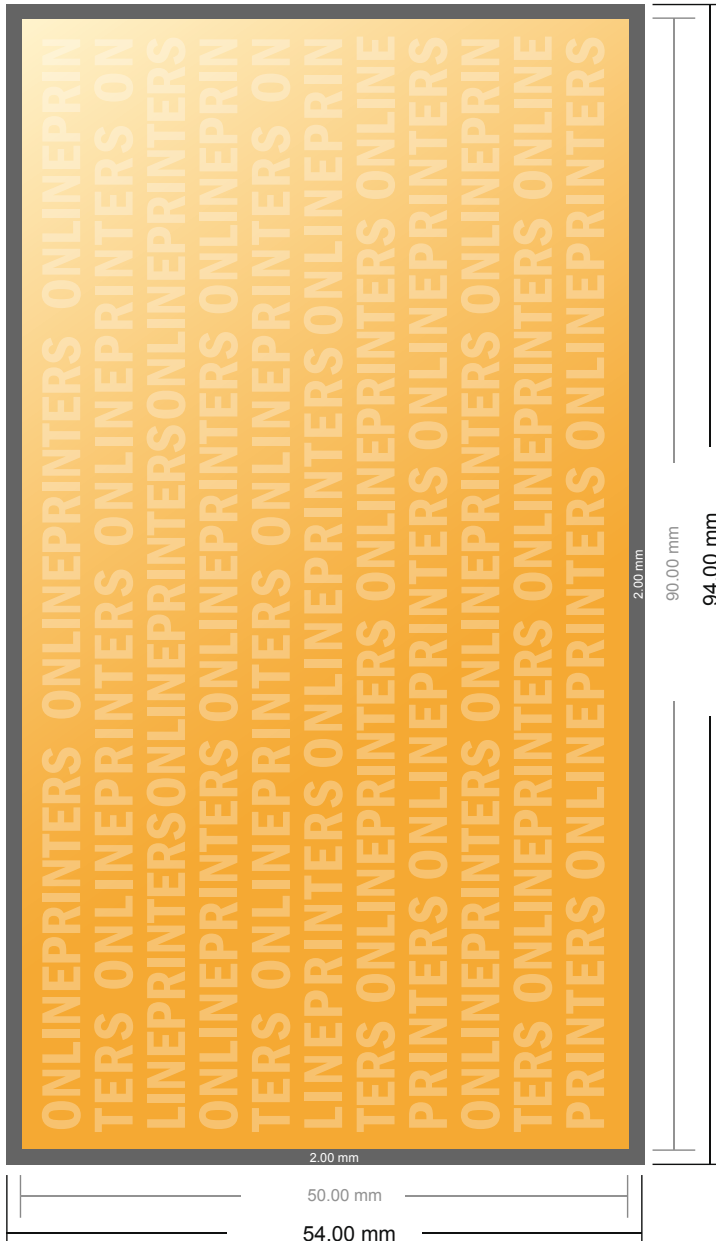 ONLINEPRINTERS ONLINEPRINTERS ONLINEPRIN
TERS ONLINEPRINTERS ONLINEPRINTERS ON
LINEPRINTERSONLINEPRINTERSONLINEPRINTERS
ONLINEPRINTERS ONLINEPRINTERS ONLINEPRIN
TERS ONLINEPRINTERS ONLINEPRINTERS ON
LINEPRINTERSONLINEPRINTERSONLINEPRIN
TERS ONLINEPRINTERS ONLINEPRINTERS ONLINE
PRINTERS ONLINEPRINTERS ONLINEPRINTERS
ONLINEPRINTERS ONLINEPRINTERS ONLINEPRIN
TERS ONLINEPRINTERS ONLINEPRINTERS ONLINE
PRINTERS ONLINEPRINTERS ONLINEPRINTERS
2.00 mm
90.00 mm
94.00 mm
2.00 mm
50.00 mm
54.00 mm